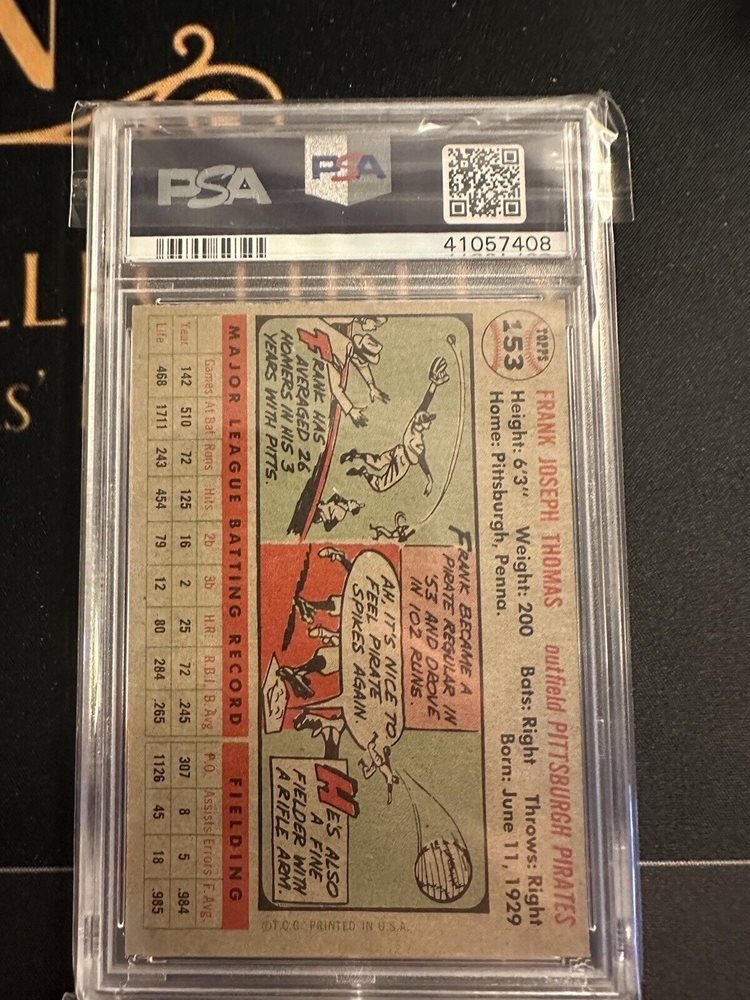 N
LL
S'
PSA
PSA
41057408
TOPPS
153
FRANK JOSEPH THOMAS outfield PITTSBURGH PIRATES
Height: 6'3" Weight: 200 Bats: Right Throws: Right
Home: Pittsburgh, Penna. Born: June 11, 1929
FRANK HAS
AVERAGED 26
HOMERS IN HIS 3
YEARS WITH PITTS.
FRANK BECAME A
PIRATE REGULAR IN
'53 AND DROVE
IN 102 RUNS.
AH, IT'S NICE TO
FEEL PIRATE
SPIKES AGAIN.
HE'S ALSO
A FINE
FIELDER WITH
A RIFLE ARM.
©T.C.G. PRINTED IN U.S.A.
MAJOR LEAGUE BATTING RECORD FIELDING
Games At Bat Runs Hits 2b 3b H.R. R.B.I. B.Avg. P.O. Assists Errors F.Avg.
Year 142 510 72 125 16 2 25 72 .245 307 8 5 .984
Life 468 1711 243 454 79 12 80 284 .265 1126 45 18 .985